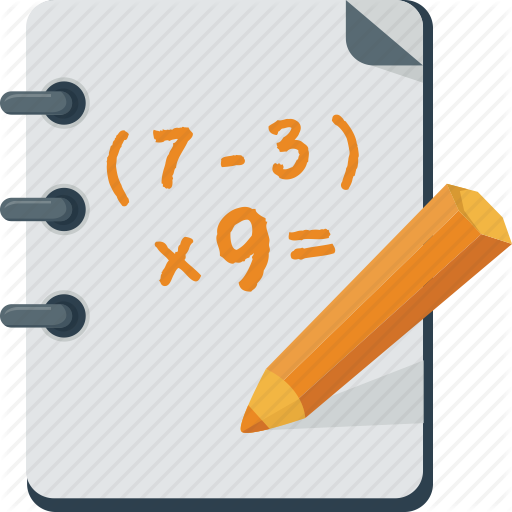 (7 - 3)
x9=